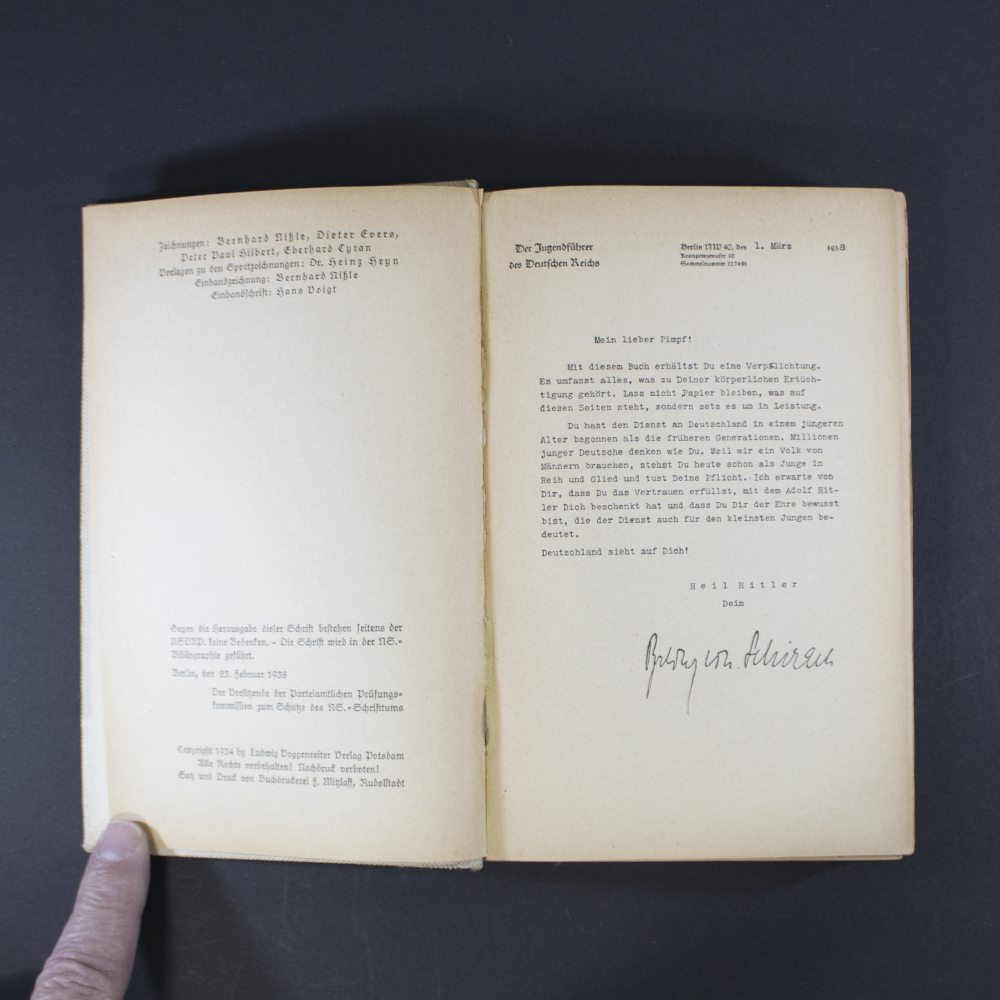 Zeichnungen: Bernhard Nißle, Dieter Evers,
Peter Paul Hilbert, Eberhard Cyran
Vorlagen zu den Sportzeichnungen: Dr. Heinz Heyn
Einbandzeichnung: Bernhard Nißle
Einbandschrift: Hans Voigt
Gegen die Herausgabe dieser Schrift bestehen seitens der
NSDAP. keine Bedenken. - Die Schrift wird in der NS.-
Bibliographie geführt.
Berlin, den 23. Februar 1938
Der Vorsitzende der Parteiamtlichen Prüfungs-
kommission zum Schutze des NS.-Schrifttums
Copyright 1934 by Ludwig Voggenreiter Verlag Potsdam
Alle Rechte vorbehalten! Nachdruck verboten!
Satz und Druck von Buchdruckerei F. Mitzlaff, Rudolstadt
Der Jugendführer
des Deutschen Reichs
Berlin NW 40, den 1. März 1938
Kronprinzenufer 10
Sammelnummer
Mein lieber Pimpf!
Mit diesem Buch erhältst Du eine Verpflichtung.
Es umfasst alles, was zu Deiner körperlichen Ertüch-
tigung gehört. Lass nicht Papier bleiben, was auf
diesen Seiten steht, sondern setz es um in Leistung.
Du hast den Dienst an Deutschland in einem jüngeren
Alter begonnen als die früheren Generationen. Millionen
junger Deutsche denken wie Du. Weil wir ein Volk von
Männern brauchen, stehst Du heute schon als Junge in
Reih und Glied und tust Deine Pflicht. Ich erwarte von
Dir, dass Du das Vertrauen erfüllst, mit dem Adolf Hit-
ler Dich beschenkt hat und dass Du Dir der Ehre bewusst
bist, die der Dienst auch für den kleinsten Jungen be-
deutet.
Deutschland sieht auf Dich!
Heil Hitler
Dein
Baldur von Schirach